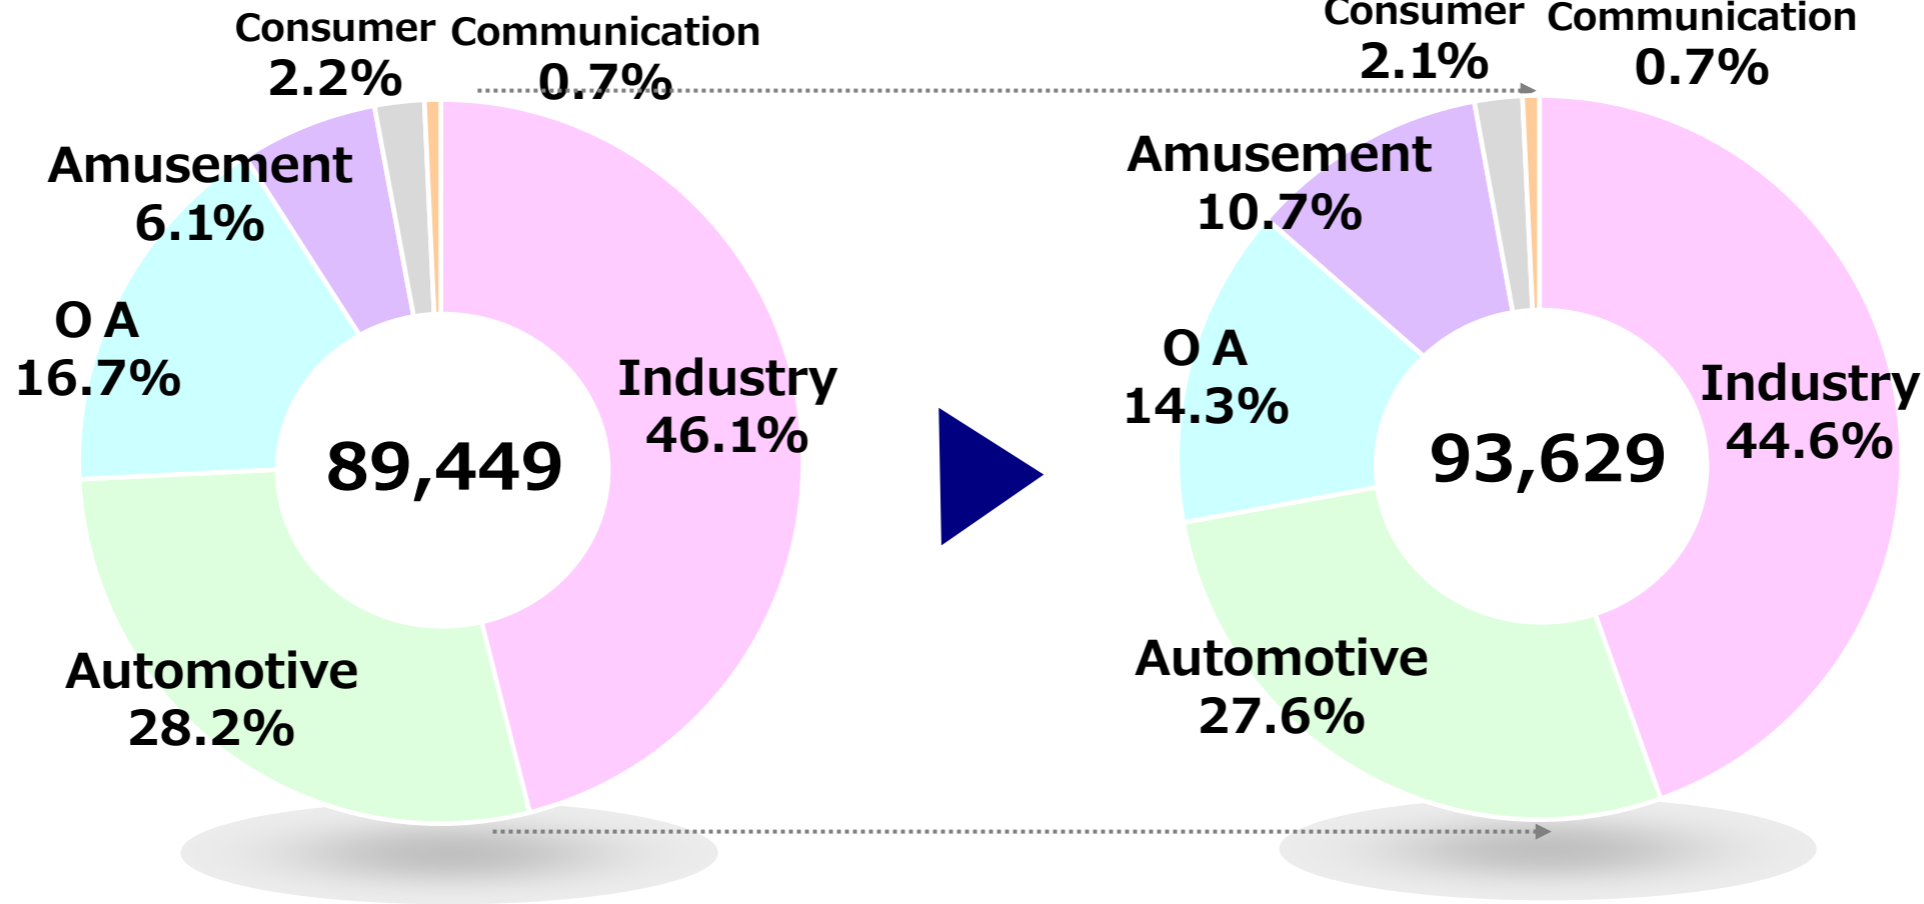 Consumer
2.2%
Communication
0.7%
Amusement
6.1%
O A
16.7%
Industry
46.1%
89,449
Automotive
28.2%
Consumer
2.1%
Communication
0.7%
Amusement
10.7%
O A
14.3%
Industry
44.6%
93,629
Automotive
27.6%